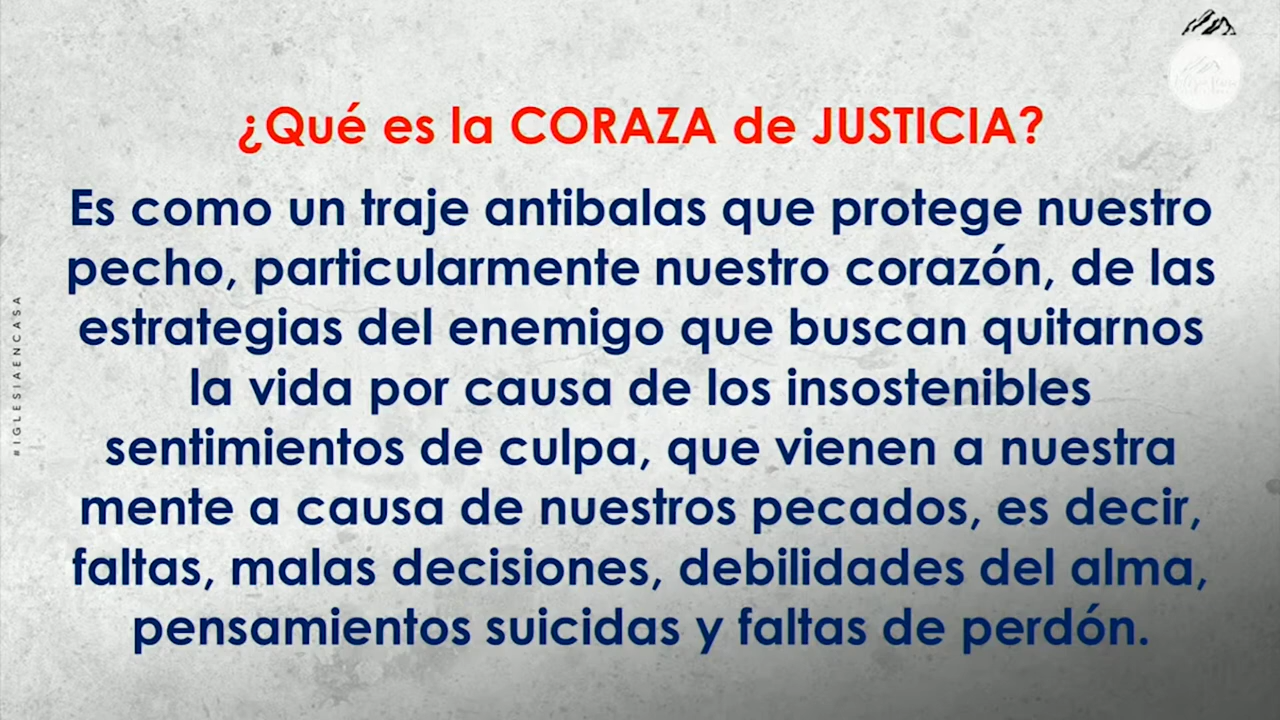 ¿Qué es la CORAZA de JUSTICIA?
Es como un traje antibalas que protege nuestro
pecho, particularmente nuestro corazón, de las
estrategias del enemigo que buscan quitarnos
la vida por causa de los insostenibles
sentimientos de culpa, que vienen a nuestra
mente a causa de nuestros pecados, es decir,
faltas, malas decisiones, debilidades del alma,
pensamientos suicidas y faltas de perdón.
#IGLESIAENCASA